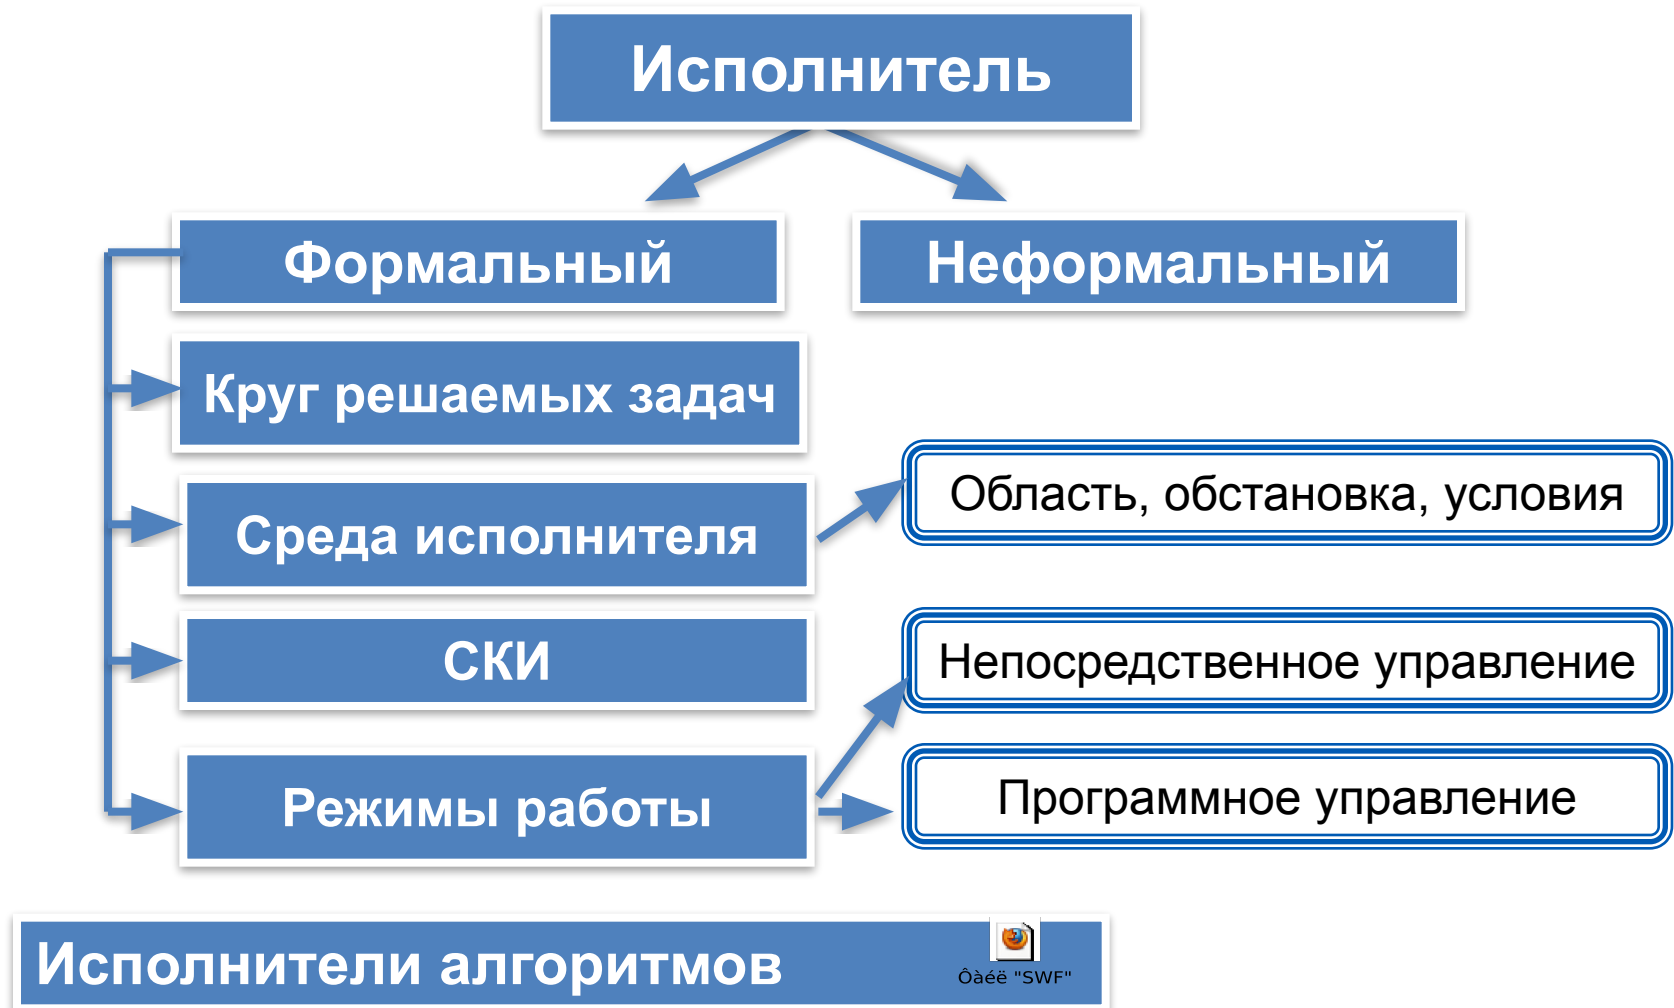 Исполнитель
Формальный
Неформальный
Круг решаемых задач
Среда исполнителя
Область, обстановка, условия
СКИ
Непосредственное управление
Режимы работы
Программное управление
Исполнители алгоритмов
Ôàéë "SWF"